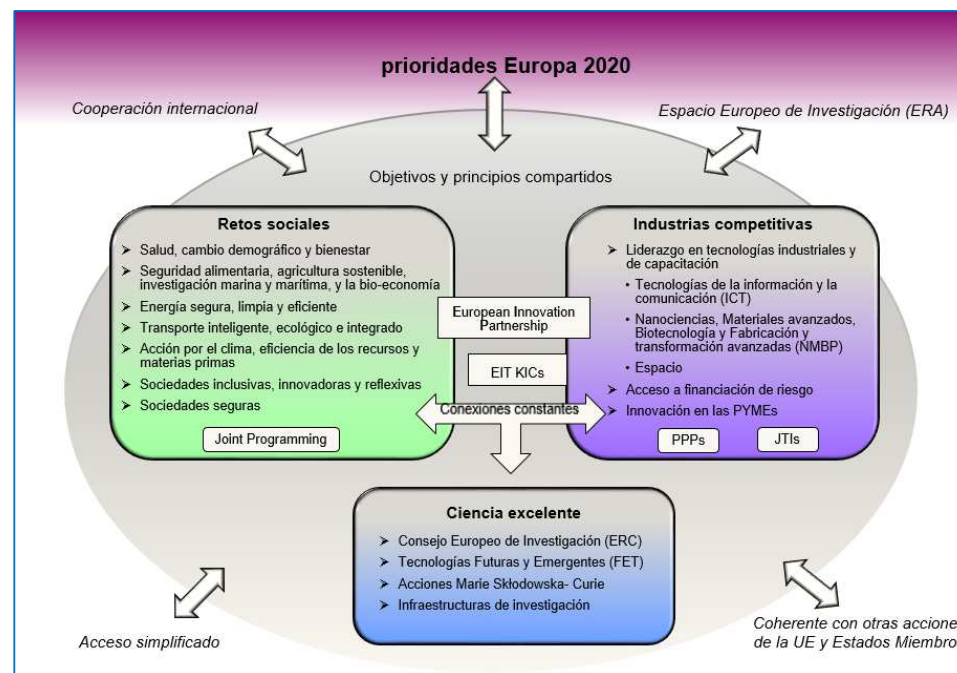 prioridades Europa 2020
Cooperación internacional
Espacio Europeo de Investigación (ERA)
Objetivos y principios compartidos
Retos sociales
➤ Salud, cambio demográfico y bienestar
➤ Seguridad alimentaria, agricultura sostenible,
investigación marina y marítima, y la bio-economía
➤ Energía segura, limpia y eficiente
➤ Transporte inteligente, ecológico e integrado
➤ Acción por el clima, eficiencia de los recursos y
materias primas
➤ Sociedades inclusivas, innovadoras y reflexivas
➤ Sociedades seguras
Joint Programming
European Innovation
Partnership
EIT KICs
Conexiones constantes
Industrias competitivas
➤ Liderazgo en tecnologías industriales y
de capacitación
• Tecnologías de la información y la
comunicación (ICT)
• Nanociencias, Materiales avanzados,
Biotecnología y Fabricación y
transformación avanzadas (NMBP)
• Espacio
➤ Acceso a financiación de riesgo
➤ Innovación en las PYMEs
PPPs
JTIs
Ciencia excelente
➤ Consejo Europeo de Investigación (ERC)
➤ Tecnologías Futuras y Emergentes (FET)
➤ Acciones Marie Skłodowska- Curie
➤ Infraestructuras de investigación
Acceso simplificado
Coherente con otras accione
de la UE y Estados Miembro